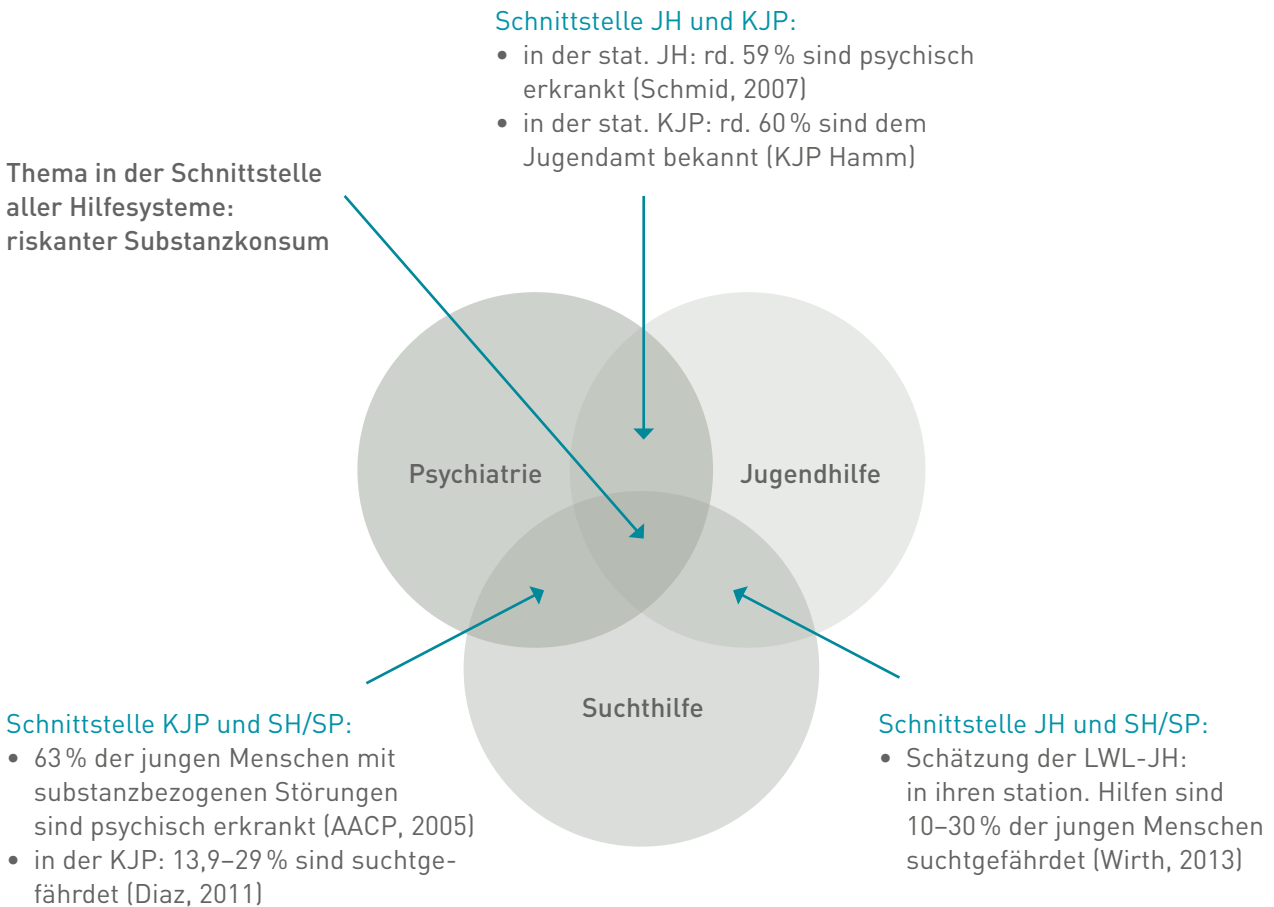 Schnittstelle JH und KJP:
• in der stat. JH: rd. 59 % sind psychisch
erkrankt (Schmid, 2007)
• in der stat. KJP: rd. 60 % sind dem
Jugendamt bekannt (KJP Hamm)
Thema in der Schnittstelle
aller Hilfesysteme:
riskanter Substanzkonsum
Psychiatrie
Jugendhilfe
Suchthilfe
Schnittstelle KJP und SH/SP:
• 63 % der jungen Menschen mit
substanzbezogenen Störungen
sind psychisch erkrankt (AACP, 2005)
• in der KJP: 13,9–29 % sind suchtge-
fährdet (Diaz, 2011)
Schnittstelle JH und SH/SP:
• Schätzung der LWL-JH:
in ihren station. Hilfen sind
10–30 % der jungen Menschen
suchtgefährdet (Wirth, 2013)